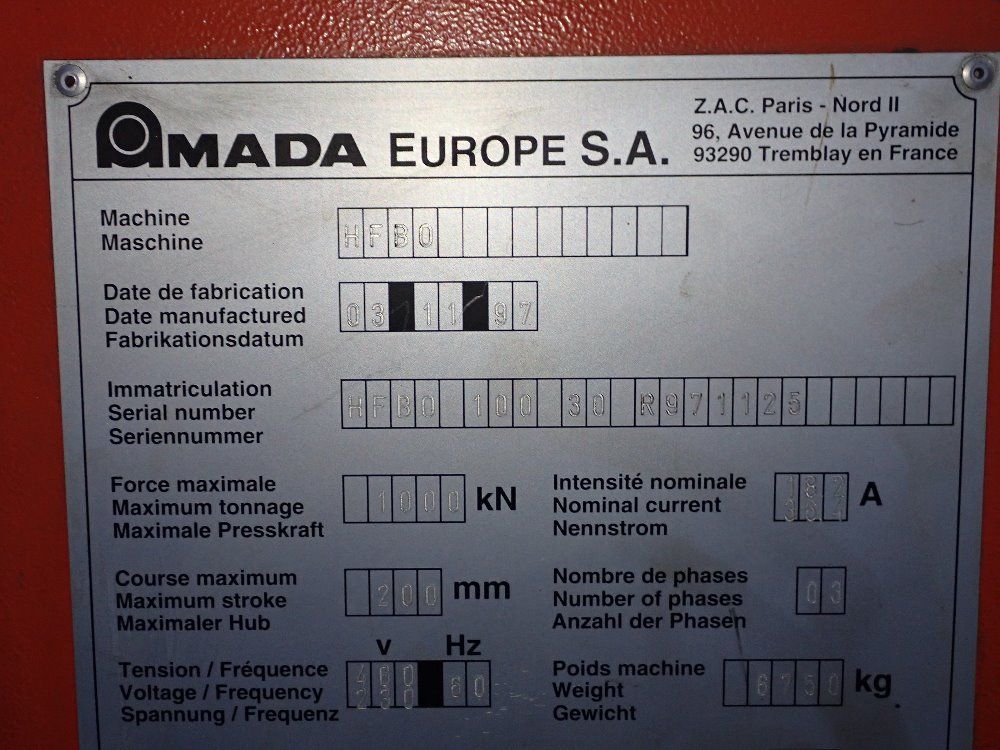 AMADA EUROPE S.A.
Z.A.C. Paris - Nord II
96, Avenue de la Pyramide
93290 Tremblay en France
Machine
Maschine
HFBO
Date de fabrication
Date manufactured
Fabrikationsdatum
03 11 97
Immatriculation
Serial number
Seriennummer
HFBO 100 30 R971125
Force maximale
Maximum tonnage
Maximale Presskraft
1000 kN
Intensité nominale
Nominal current
Nennstrom
A
Course maximum
Maximum stroke
Maximaler Hub
200 mm
Nombre de phases
Number of phases
Anzahl der Phasen
03
V Hz
Tension / Fréquence
Voltage / Frequency
Spannung / Frequenz
460
230 60
Poids machine
Weight
Gewicht
6750 kg